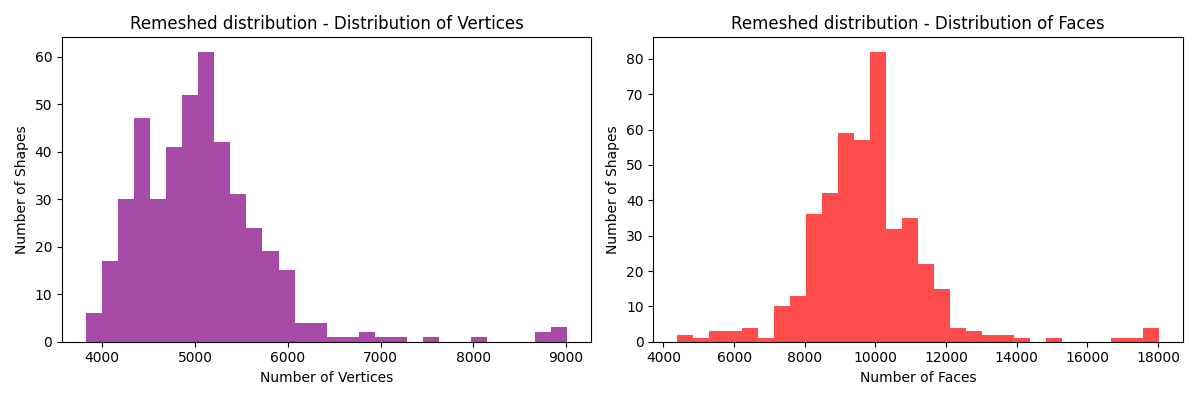 Remeshed distribution - Distribution of Vertices
Number of Shapes
60
50
40
30
20
10
0
4000 5000 6000 7000 8000 9000
Number of Vertices
Remeshed distribution - Distribution of Faces
Number of Shapes
80
70
60
50
40
30
20
10
0
4000 6000 8000 10000 12000 14000 16000 18000
Number of Faces